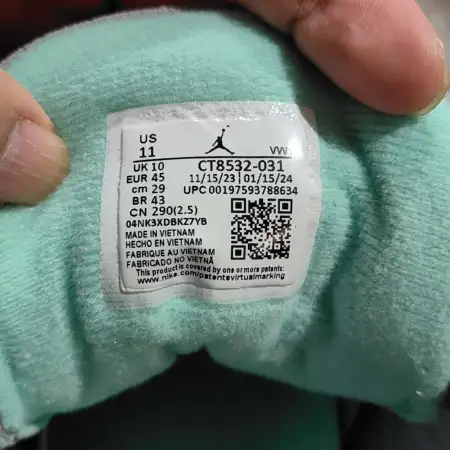 US
11 VW
UK 10 CT8532-031
EUR 45 11/15/23 01/15/24
cm 29 UPC 00197593788634
BR 43
CN 290(2.5)
04NK3XDBKZ7YB
MADE IN VIETNAM
HECHO EN VIETNAM
FABRIQUE AU VIETNAM
FABRICADO NO VIETNÃ
This product is covered by one or more patents:
www.nike.com/patentsvirtualmarking